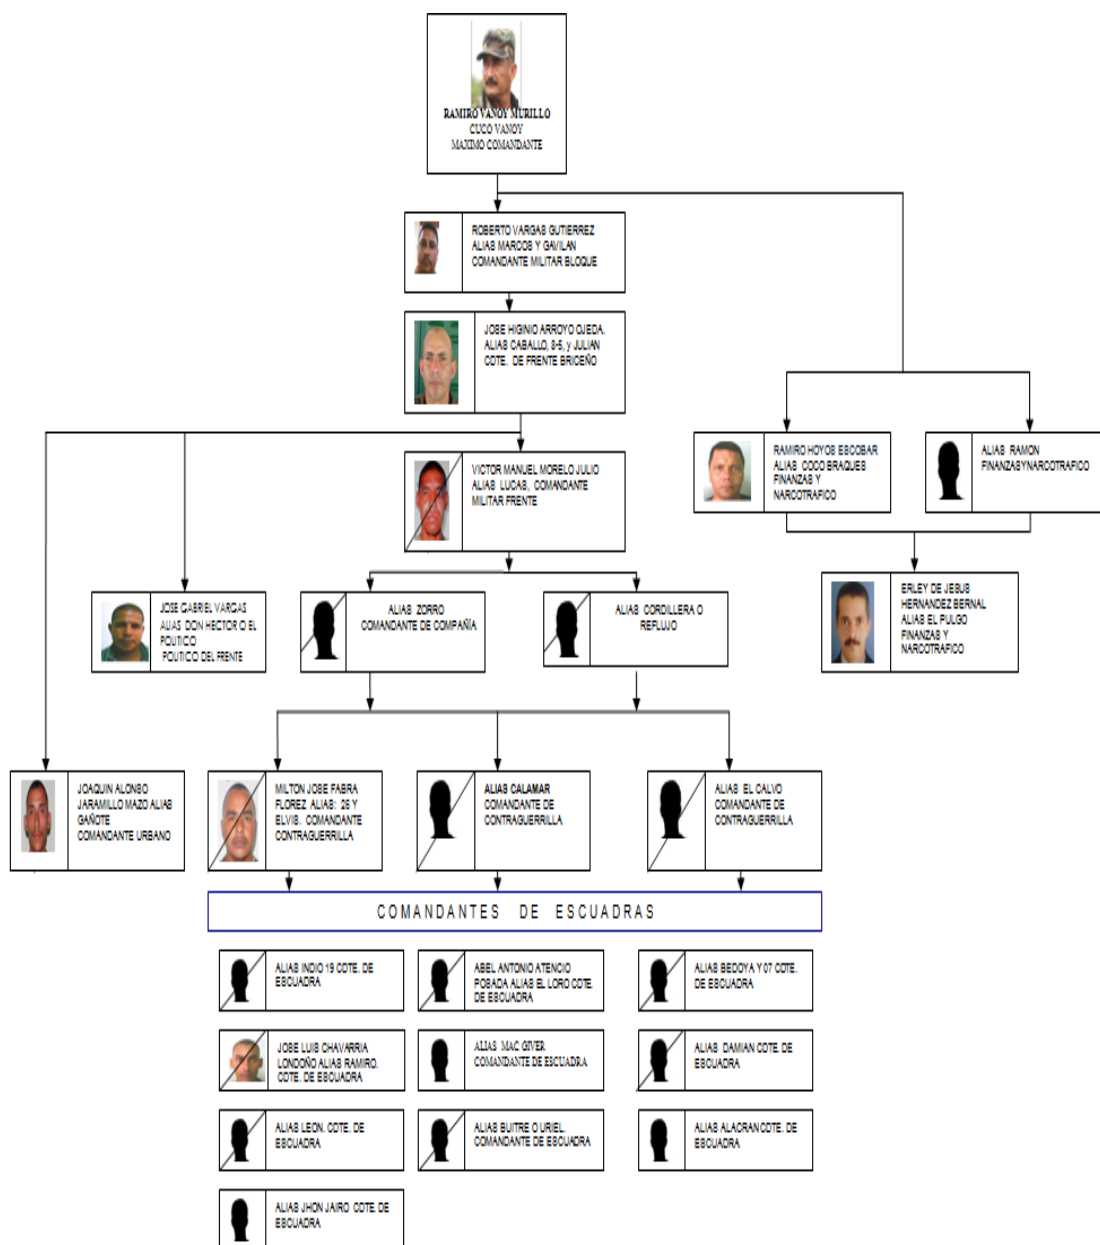 RAMIRO VANOY MURILLO
CUCO VANOY
MAXIMO COMANDANTE
ROBERTO VARGAS GUTIERREZ
ALIAS MARCOS Y GAVILAN
COMANDANTE MILITAR BLOQUE
JOSE HIGINIO ARROYO OJEDA.
ALIAS CABALLO, 8-5, y JULIAN
CDTE. DE FRENTE BRICEÑO
VICTOR MANUEL MORELO JULIO
ALIAS LUCAS, COMANDANTE
MILITAR FRENTE
RAMIRO HOYOS ESCOBAR
ALIAS COCO BRAQUES
FINANZAS Y
NARCOTRAFICO
ALIAS RAMON
FINANZASYNARCOTRAFICO
JOSE GABRIEL VARGAS
ALIAS DON HECTOR O EL
POLITICO
POLITICO DEL FRENTE
ALIAS ZORRO
COMANDANTE DE COMPAÑÍA
ALIAS CORDILLERA O
REFLUJO
ERLEY DE JESUS
HERNANDEZ BERNAL
ALIAS EL PULGO
FINANZAS Y
NARCOTRAFICO
JOAQUIN ALONSO
JARAMILLO MAZO ALIAS
GAÑOTE
COMANDANTE URBANO
MILTON JOSE FABRA
FLOREZ ALIAS: 26 Y
ELVIS. COMANDANTE
CONTRAGUERRILLA
ALIAS CALAMAR
COMANDANTE DE
CONTRAGUERRILLA
ALIAS EL CALVO
COMANDANTE DE
CONTRAGUERRILLA
COMANDANTES DE ESCUADRAS
ALIAS INDIO 19 CDTE. DE
ESCUADRA
ABEL ANTONIO ATENCIO
POSADA ALIAS EL LORO CDTE.
DE ESCUADRA
ALIAS BEDOYA Y 07 CDTE.
DE ESCUADRA
JOSE LUIS CHAVARRIA
LONDOÑO ALIAS RAMIRO.
CDTE. DE ESCUADRA
ALIAS MAC GIVER
COMANDANTE DE ESCUADRA
ALIAS DAMIAN CDTE. DE
ESCUADRA
ALIAS LEON. CDTE. DE
ESCUADRA
ALIAS BUITRE O URIEL.
COMANDANTE DE ESCUADRA
ALIAS ALACRAN CDTE. DE
ESCUADRA
ALIAS JHON JAIRO CDTE. DE
ESCUADRA